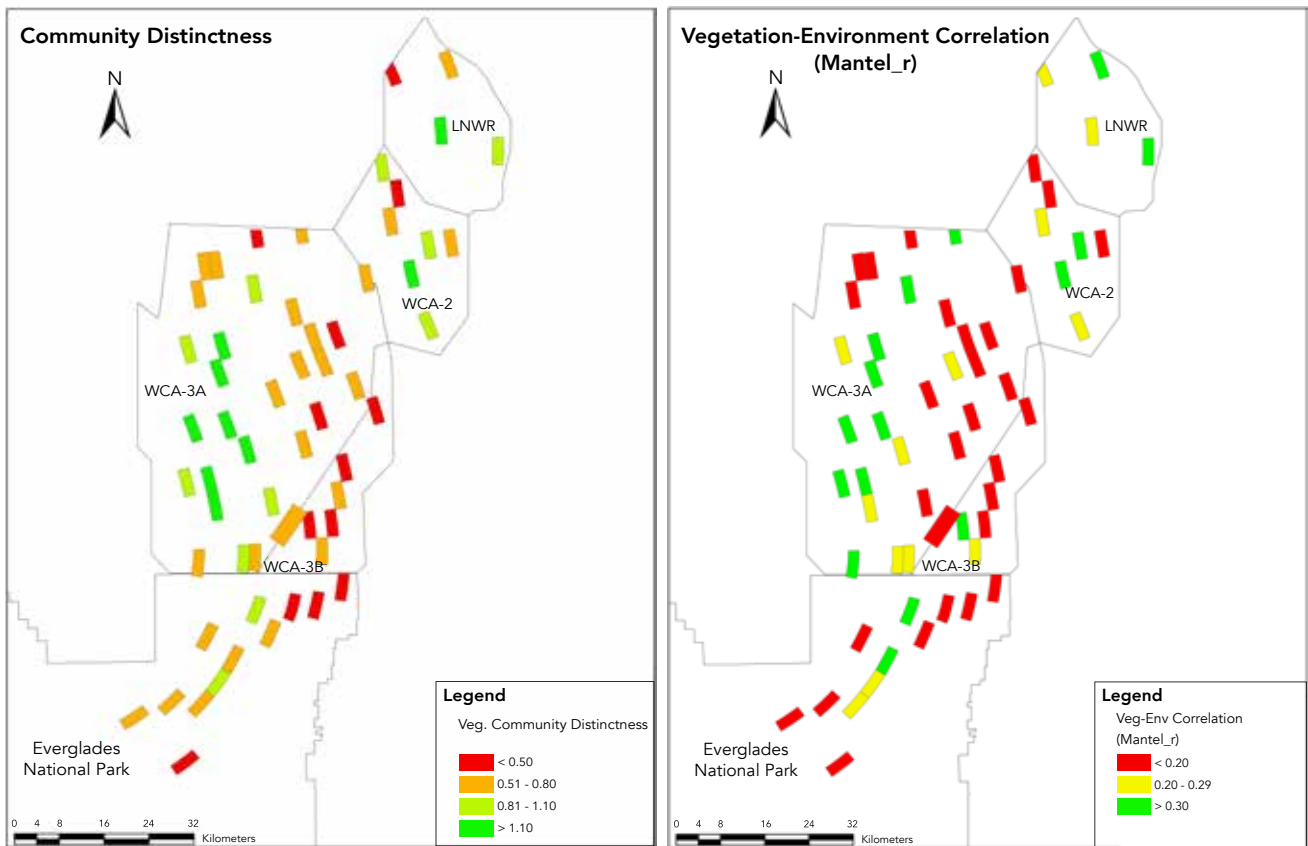 Community Distinctness
N
LNWR
WCA-2
WCA-3A
WCA-3B
Everglades
National Park
Legend
Veg. Community Distinctness
< 0.50
0.51 - 0.80
0.81 - 1.10
> 1.10
0 4 8 16 24 32
Kilometers
Vegetation-Environment Correlation
(Mantel_r)
N
LNWR
WCA-2
WCA-3A
WCA-3B
Everglades
National Park
Legend
Veg-Env Correlation
(Mantel_r)
< 0.20
0.20 - 0.29
> 0.30
0 4 8 16 24 32
Kilometers